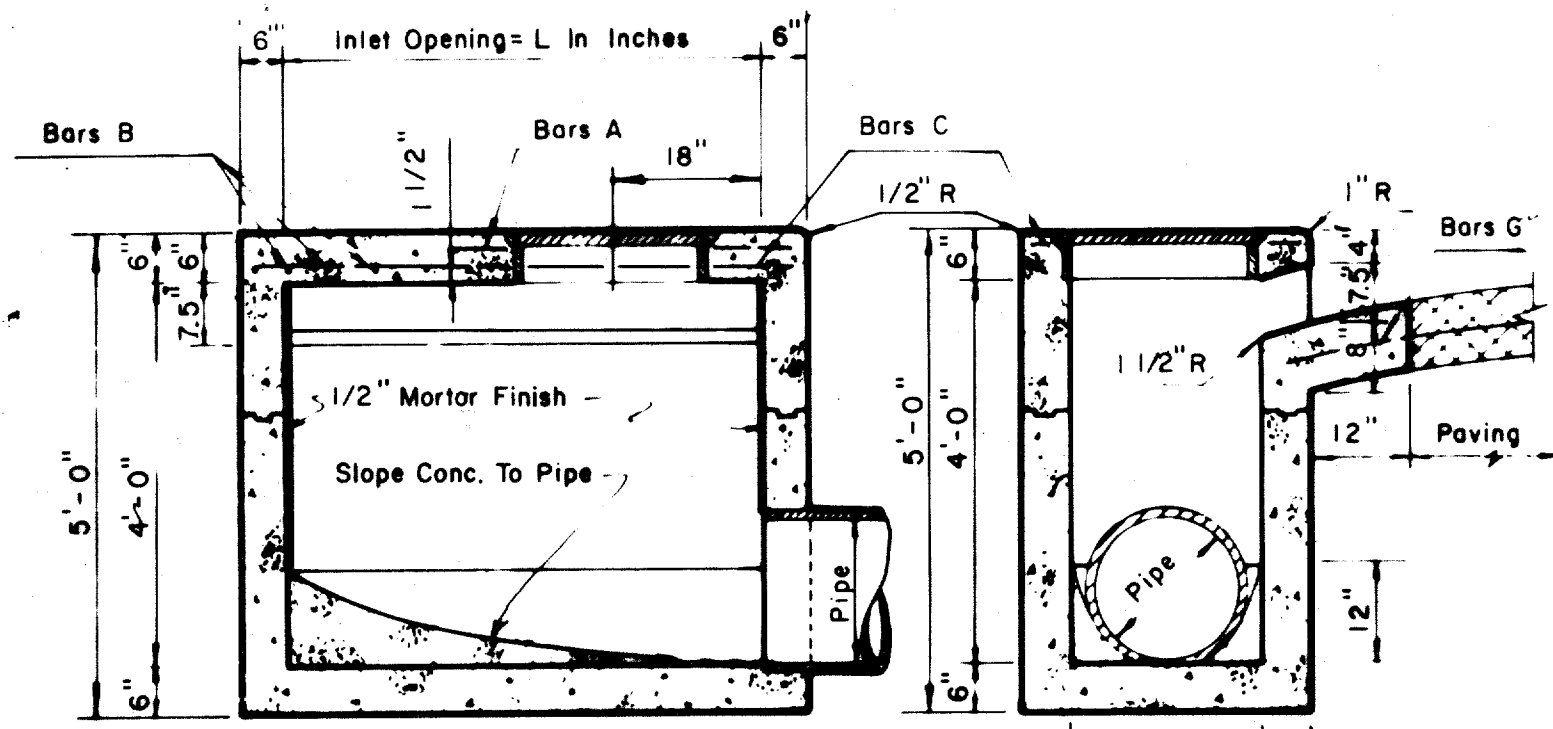 6" Inlet Opening= L In Inches 6"
Bars B
Bars A
Bars C
1 1/2"
18"
1/2" R
1" R
Bars G
6"
6"
7.5"
6"
4"
7.5"
8"
1 1/2" R
1/2" Mortar Finish
Slope Conc. To Pipe
5'-0"
4'-0"
6"
Pipe
5'-0"
4'-0"
6"
Pipe
12"
Paving
12"